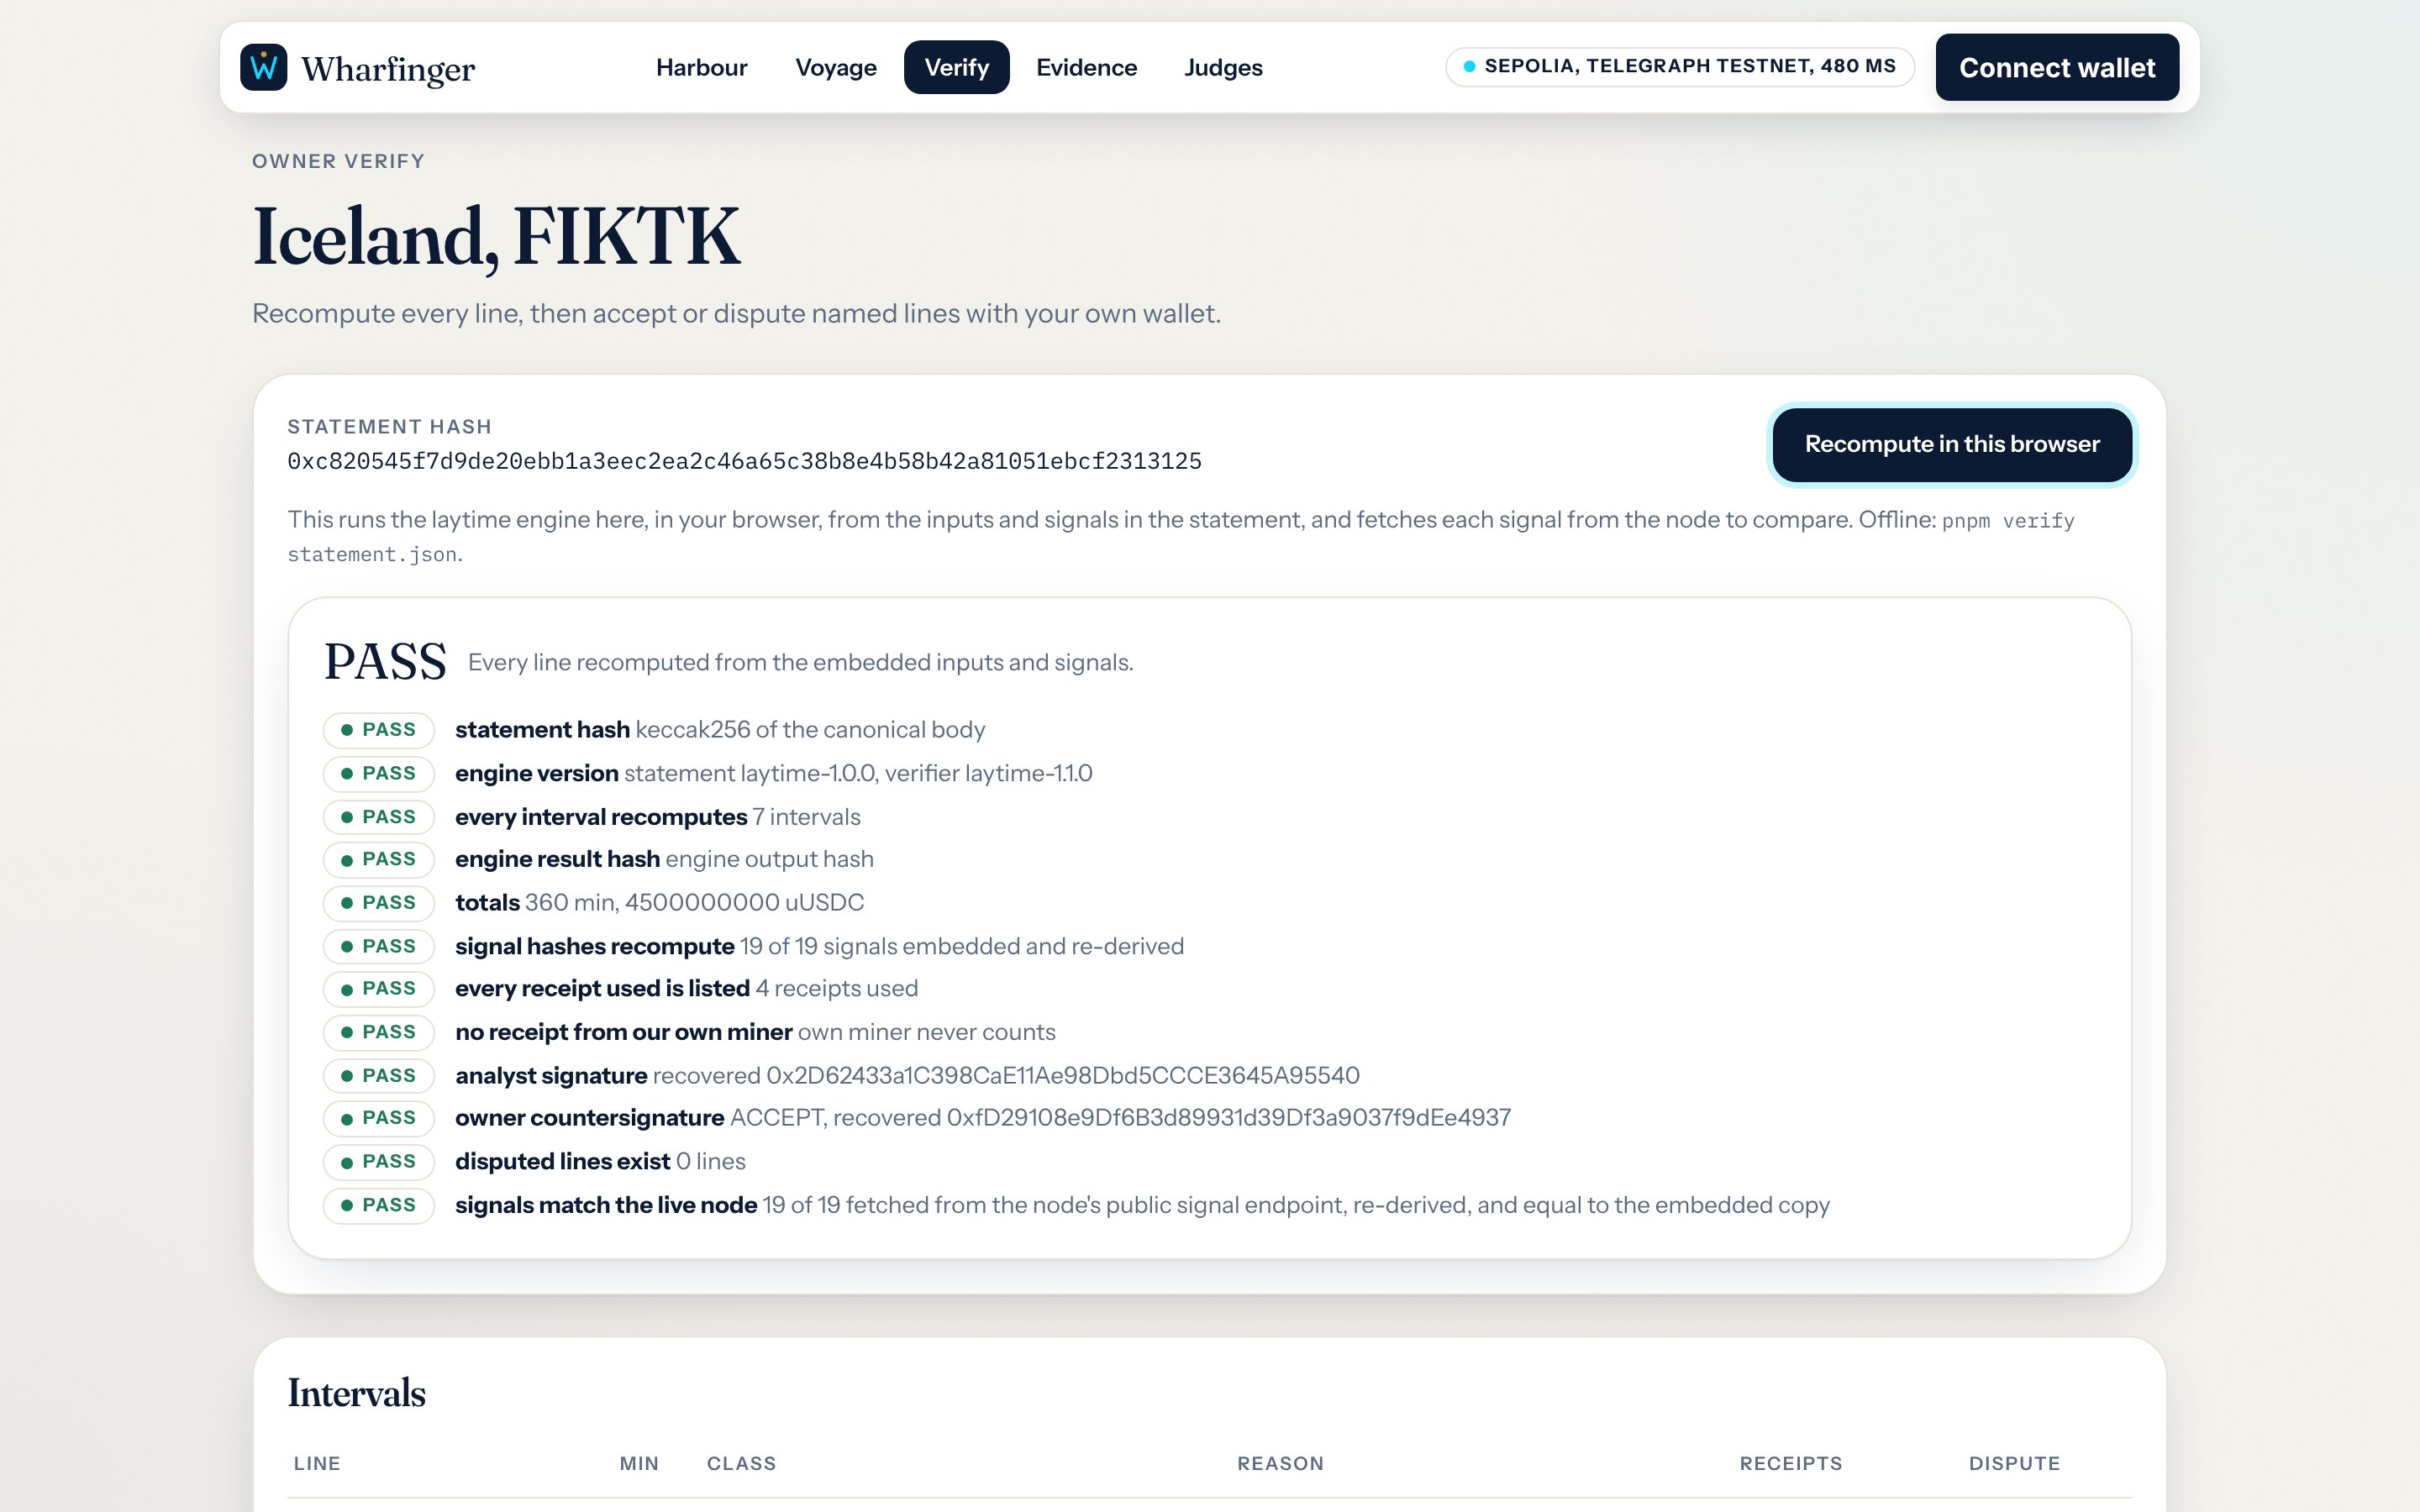 Wharfinger
Harbour
Voyage
Verify
Evidence
Judges
SEPOLIA, TELEGRAPH TESTNET, 480 MS
Connect wallet
OWNER VERIFY
Iceland, FIKTK
Recompute every line, then accept or dispute named lines with your own wallet.
STATEMENT HASH
0xc820545f7d9de20ebb1a3eec2ea2c46a65c38b8e4b58b42a81051ebcf2313125
Recompute in this browser
This runs the laytime engine here, in your browser, from the inputs and signals in the statement, and fetches each signal from the node to compare. Offline: pnpm verify
statement.json.
PASS Every line recomputed from the embedded inputs and signals.
PASS statement hash keccak256 of the canonical body
PASS engine version statement laytime-1.0.0, verifier laytime-1.1.0
PASS every interval recomputes 7 intervals
PASS engine result hash engine output hash
PASS totals 360 min, 4500000000 uUSDC
PASS signal hashes recompute 19 of 19 signals embedded and re-derived
PASS every receipt used is listed 4 receipts used
PASS no receipt from our own miner own miner never counts
PASS analyst signature recovered 0x2D62433a1C398CaE11Ae98Dbd5CCCE3645A95540
PASS owner countersignature ACCEPT, recovered 0xfD29108e9Df6B3d89931d39Df3a9037f9dEe4937
PASS disputed lines exist 0 lines
PASS signals match the live node 19 of 19 fetched from the node's public signal endpoint, re-derived, and equal to the embedded copy
Intervals
LINE MIN CLASS REASON RECEIPTS DISPUTE